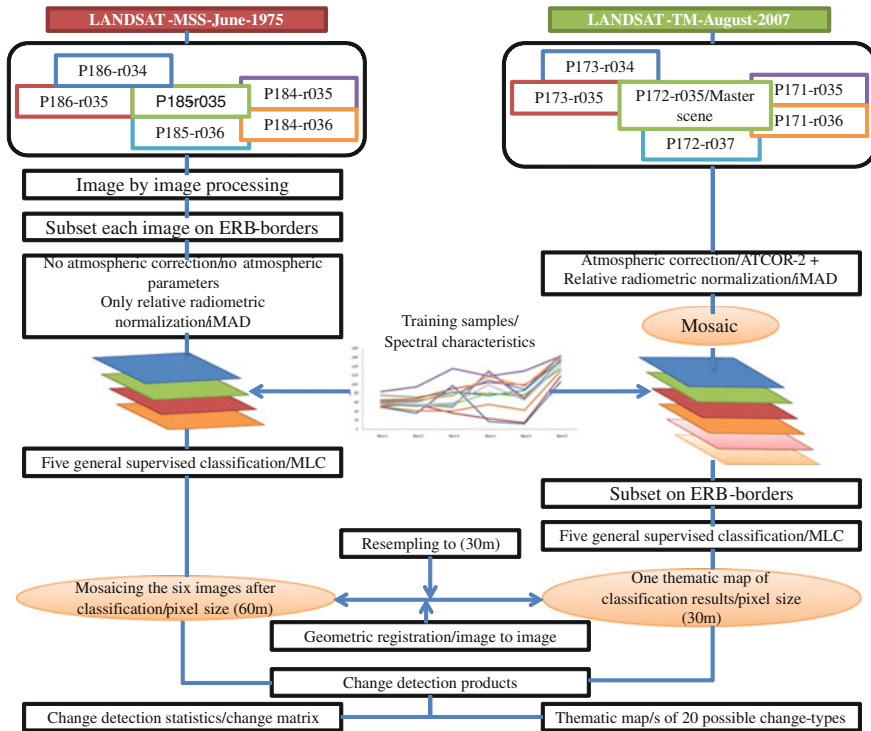 LANDSAT-MSS-June-1975
LANDSAT-TM-August-2007
P186-r034
P186-r035
P185-r035
P184-r035
P184-r036
P185-r036
P173-r034
P173-r035
P172-r035/Master
scene
P171-r035
P171-r036
P172-r037
Image by image processing
Subset each image on ERB-borders
No atmospheric correction/no atmospheric
parameters
Only relative radiometric
normalization/iMAD
Atmospheric correction/ATCOR-2 +
Relative radiometric normalization/iMAD
Mosaic
Training samples/
Spectral characteristics
Five general supervised classification/MLC
Subset on ERB-borders
Five general supervised classification/MLC
Resempling to (30m)
Mosaicing the six images after
classification/pixel size (60m)
One thematic map of
classification results/pixel size
(30m)
Geometric registration/image to image
Change detection products
Change detection statistics/change matrix
Thematic map/s of 20 possible change-types